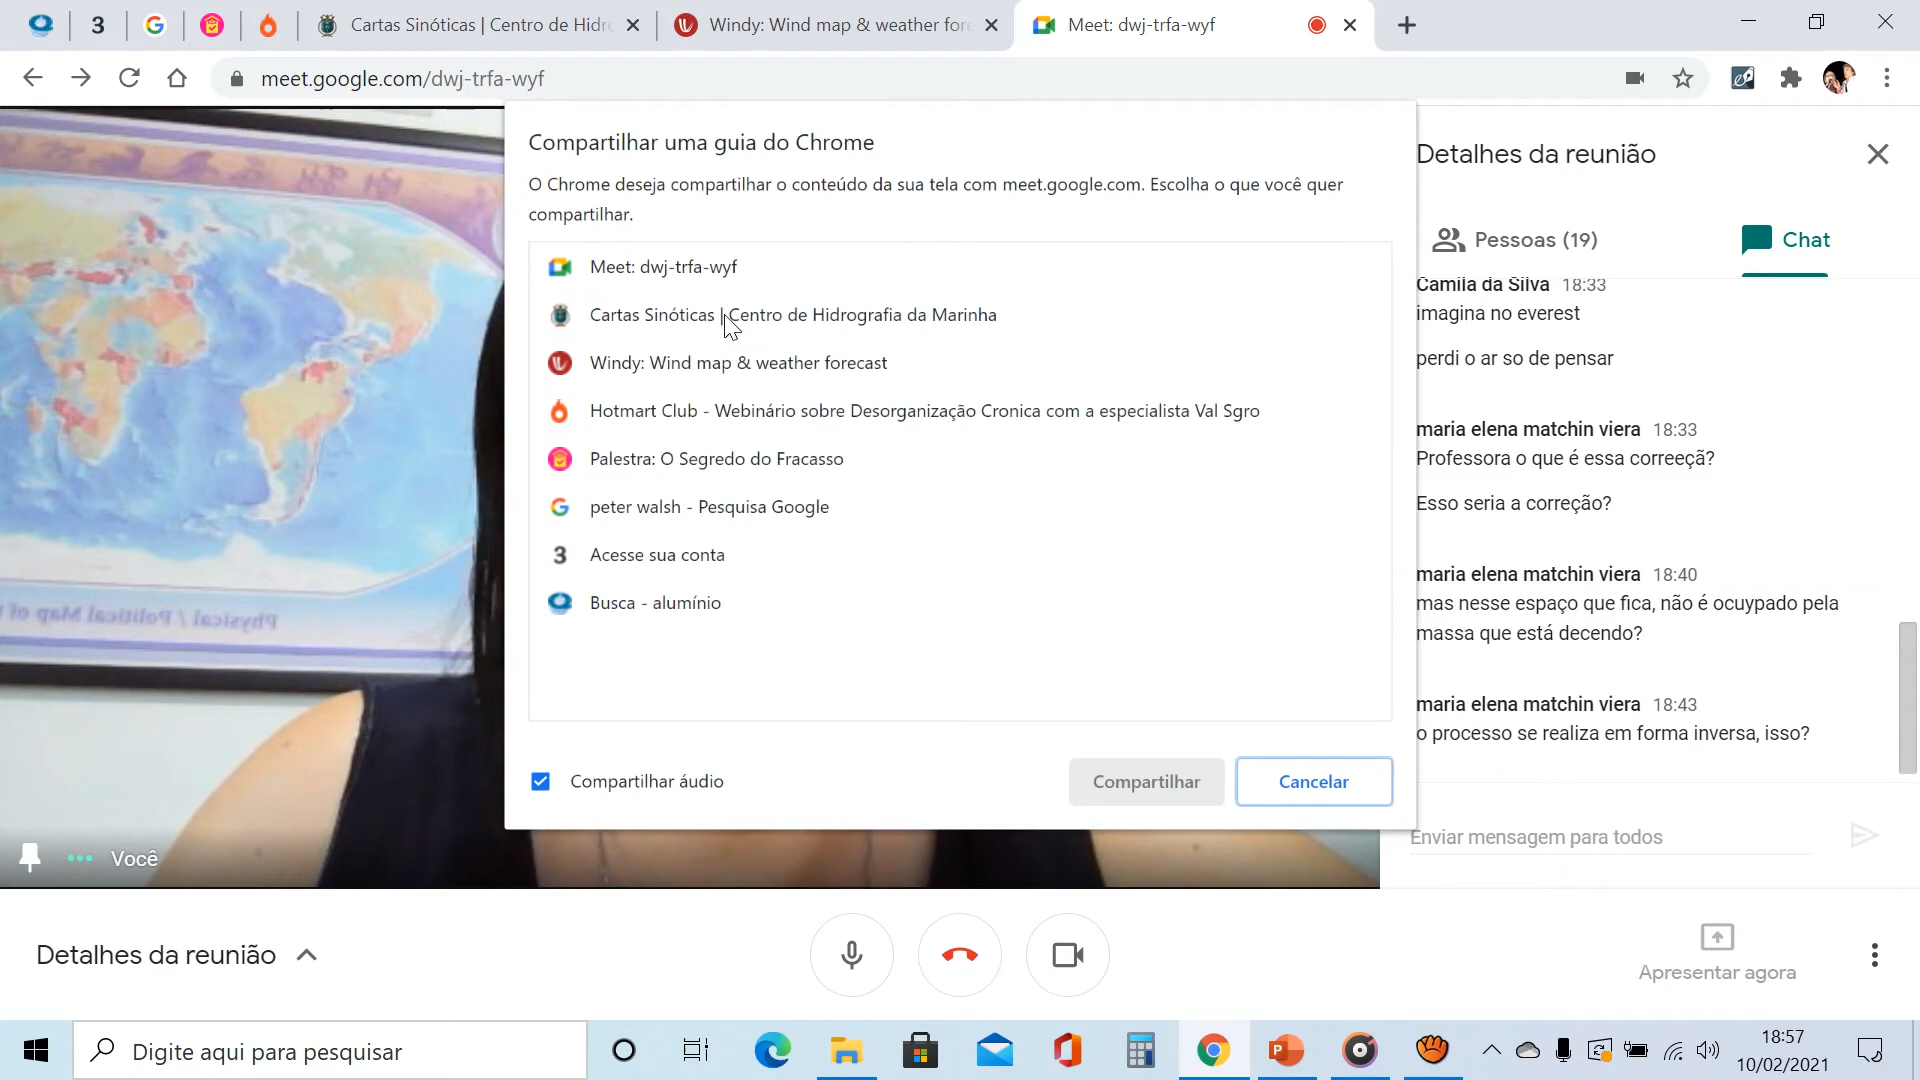 3
Cartas Sinóticas | Centro de Hidro
Windy: Wind map & weather fore
Meet: dwj-trfa-wyf
meet.google.com/dwj-trfa-wyf
Compartilhar uma guia do Chrome
O Chrome deseja compartilhar o conteúdo da sua tela com meet.google.com. Escolha o que você quer
compartilhar.
Meet: dwj-trfa-wyf
Cartas Sinóticas | Centro de Hidrografia da Marinha
Windy: Wind map & weather forecast
Hotmart Club - Webinário sobre Desorganização Cronica com a especialista Val Sgro
Palestra: O Segredo do Fracasso
peter walsh - Pesquisa Google
3 Acesse sua conta
Busca - alumínio
Compartilhar áudio
Compartilhar
Cancelar
Physical / Political Map of
Você
Detalhes da reunião
Pessoas (19)
Chat
Camila da Silva 18:33
imagina no everest
perdi o ar so de pensar
maria elena matchin viera 18:33
Professora o que é essa correeçã?
Esso seria a correção?
maria elena matchin viera 18:40
mas nesse espaço que fica, não é ocuypado pela
massa que está decendo?
maria elena matchin viera 18:43
o processo se realiza em forma inversa, isso?
Enviar mensagem para todos
Detalhes da reunião
Apresentar agora
Digite aqui para pesquisar
18:57
10/02/2021